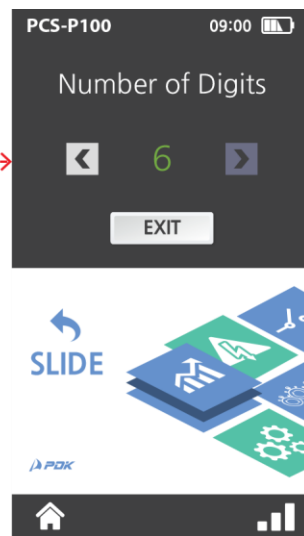 PCS-P100 09:00
Number of Digits
6
EXIT
SLIDE
PDK